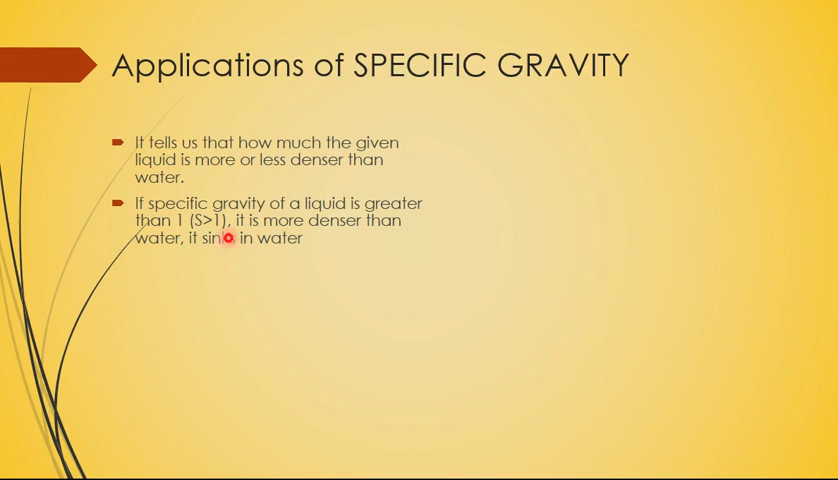 Applications of SPECIFIC GRAVITY
It tells us that how much the given
liquid is more or less denser than
water.
If specific gravity of a liquid is greater
than 1 (S>1), it is more denser than
water, it sinks in water